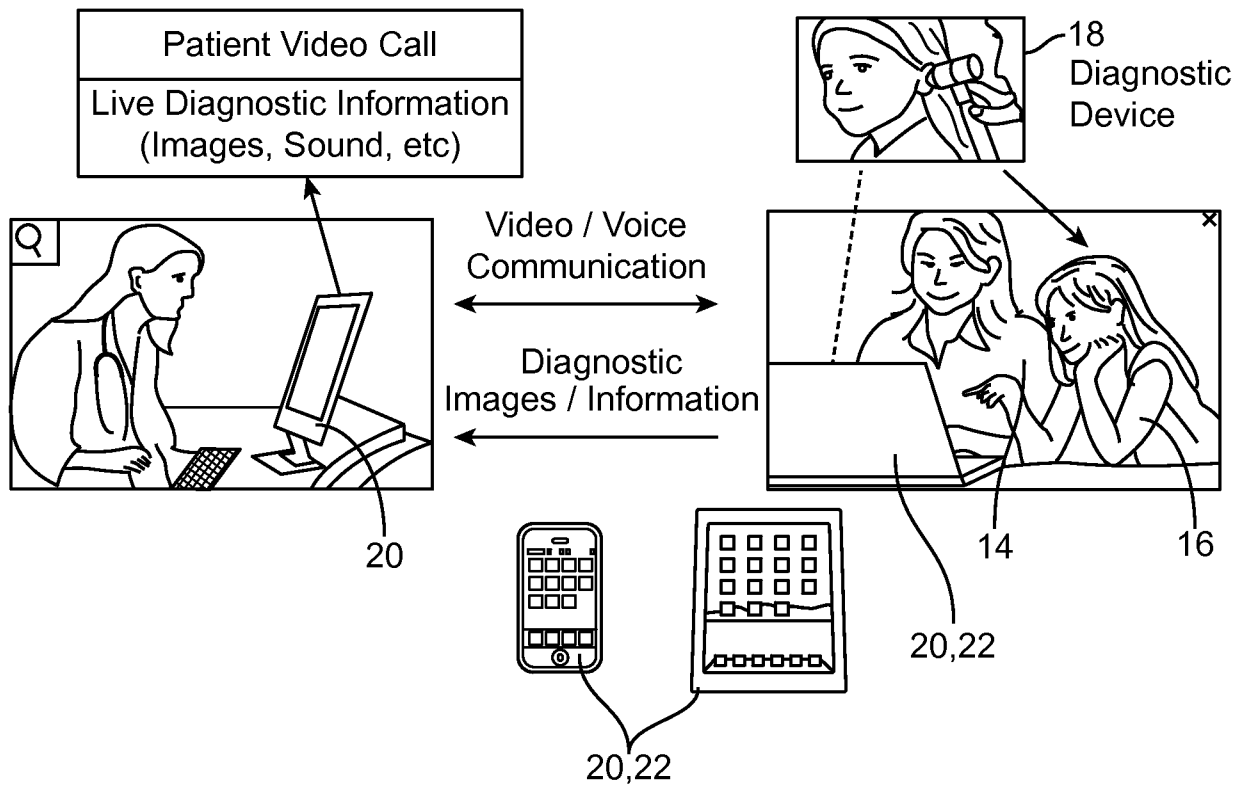 Patient Video Call
Live Diagnostic Information
(Images, Sound, etc)
18
Diagnostic
Device
Video / Voice
Communication
Diagnostic
Images / Information
20
14
16
20,22
20,22